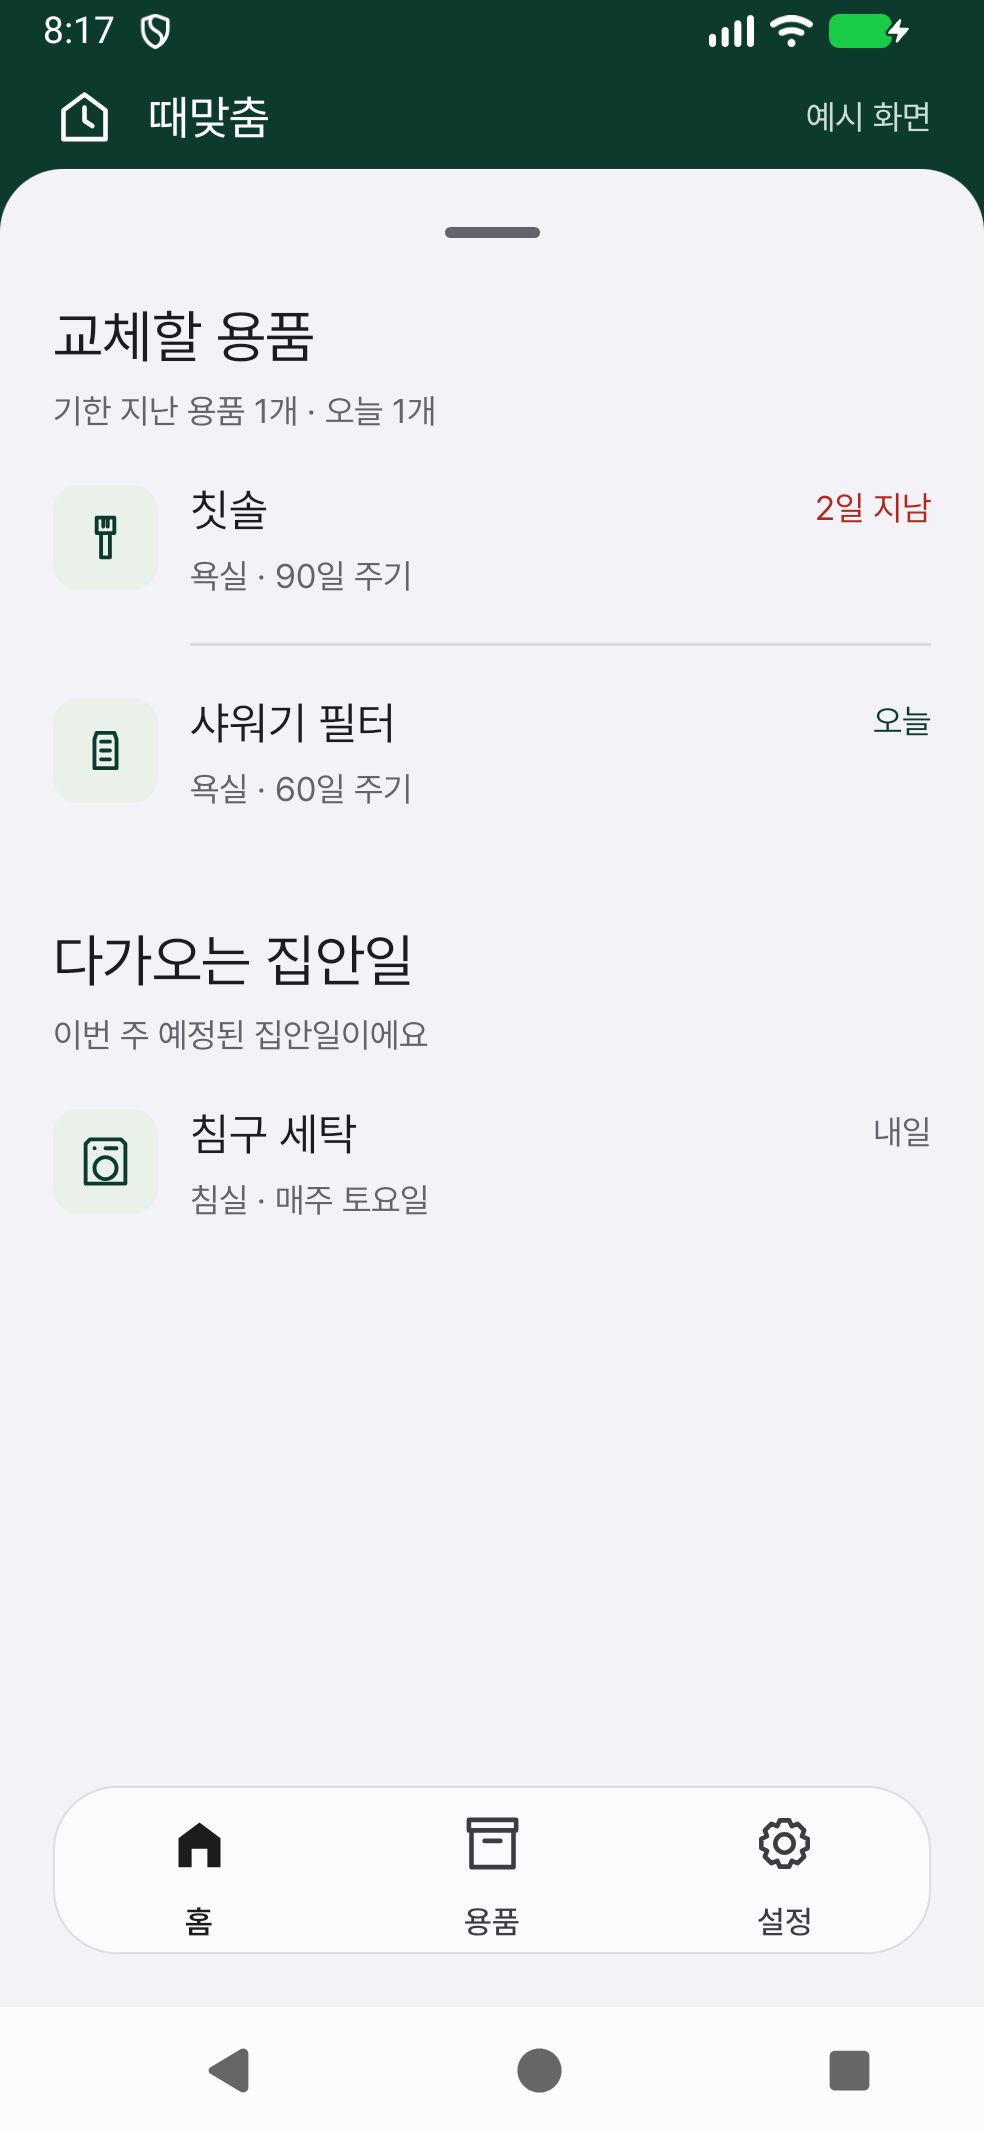 8:17
때맞춤
예시 화면
교체할 용품
기한 지난 용품 1개 · 오늘 1개
칫솔
2일 지남
욕실 · 90일 주기
샤워기 필터
오늘
욕실 · 60일 주기
다가오는 집안일
이번 주 예정된 집안일이에요
침구 세탁
내일
침실 · 매주 토요일
홈
용품
설정